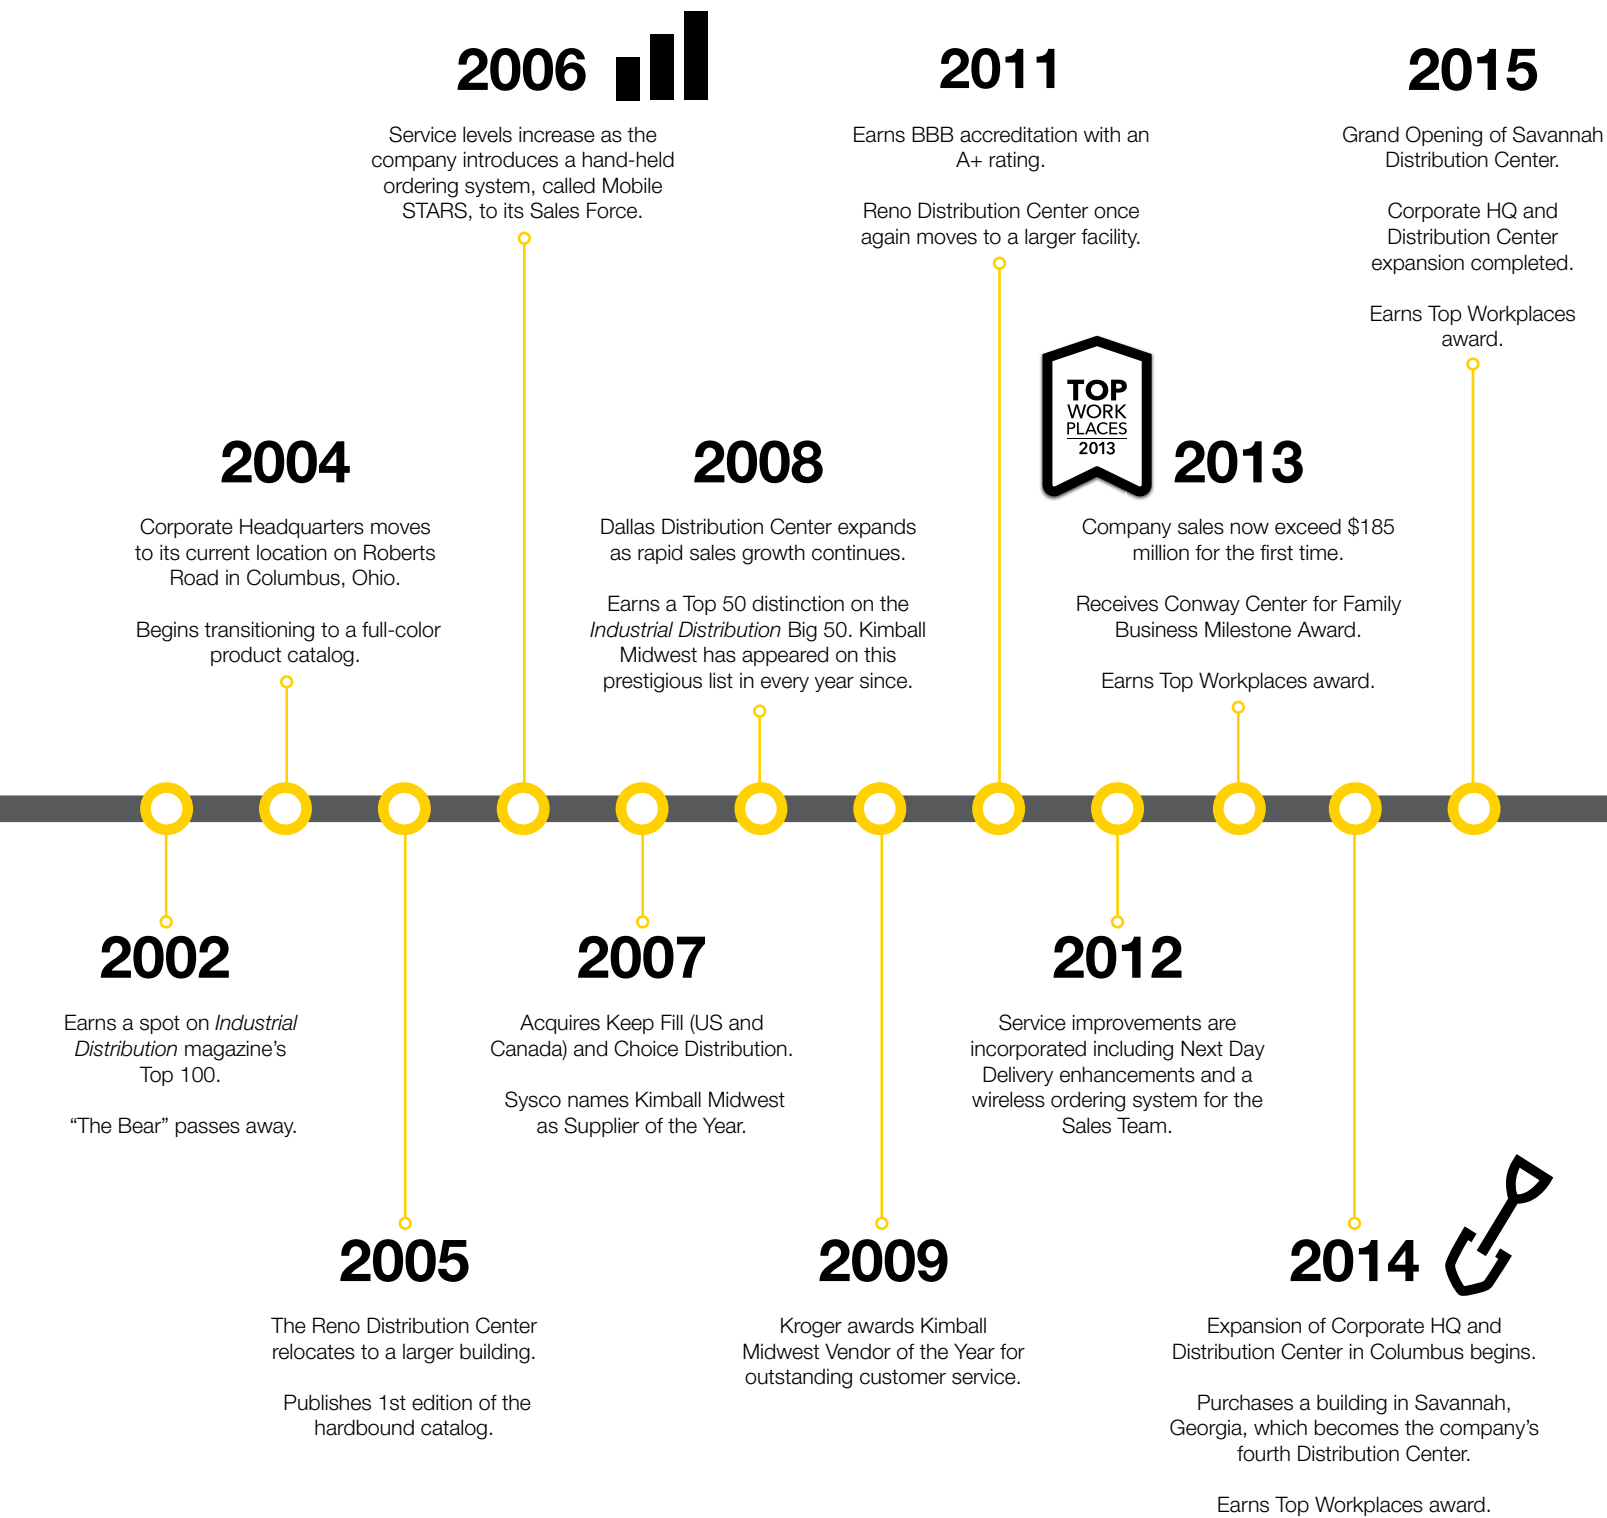 2006
Service levels increase as the
company introduces a hand-held
ordering system, called Mobile
STARS, to its Sales Force.
2011
Earns BBB accreditation with an
A+ rating.
Reno Distribution Center once
again moves to a larger facility.
2015
Grand Opening of Savannah
Distribution Center.
Corporate HQ and
Distribution Center
expansion completed.
Earns Top Workplaces
award.
2004
Corporate Headquarters moves
to its current location on Roberts
Road in Columbus, Ohio.
Begins transitioning to a full-color
product catalog.
2008
Dallas Distribution Center expands
as rapid sales growth continues.
Earns a Top 50 distinction on the
Industrial Distribution Big 50. Kimball
Midwest has appeared on this
prestigious list in every year since.
TOP
WORK
PLACES
2013
2013
Company sales now exceed $185
million for the first time.
Receives Conway Center for Family
Business Milestone Award.
Earns Top Workplaces award.
2002
Earns a spot on Industrial
Distribution magazine’s
Top 100.
“The Bear” passes away.
2007
Acquires Keep Fill (US and
Canada) and Choice Distribution.
Sysco names Kimball Midwest
as Supplier of the Year.
2012
Service improvements are
incorporated including Next Day
Delivery enhancements and a
wireless ordering system for the
Sales Team.
2005
The Reno Distribution Center
relocates to a larger building.
Publishes 1st edition of the
hardbound catalog.
2009
Kroger awards Kimball
Midwest Vendor of the Year for
outstanding customer service.
2014
Expansion of Corporate HQ and
Distribution Center in Columbus begins.
Purchases a building in Savannah,
Georgia, which becomes the company’s
fourth Distribution Center.
Earns Top Workplaces award.